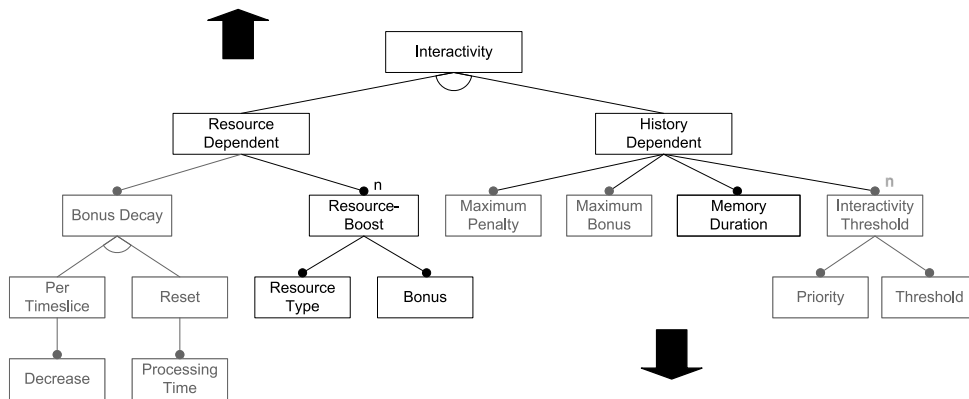 Interactivity
Resource
Dependent
History
Dependent
n
n
Bonus Decay
Resource-
Boost
Maximum
Penalty
Maximum
Bonus
Memory
Duration
Interactivity
Threshold
Per
Timeslice
Reset
Resource
Type
Bonus
Priority
Threshold
Decrease
Processing
Time